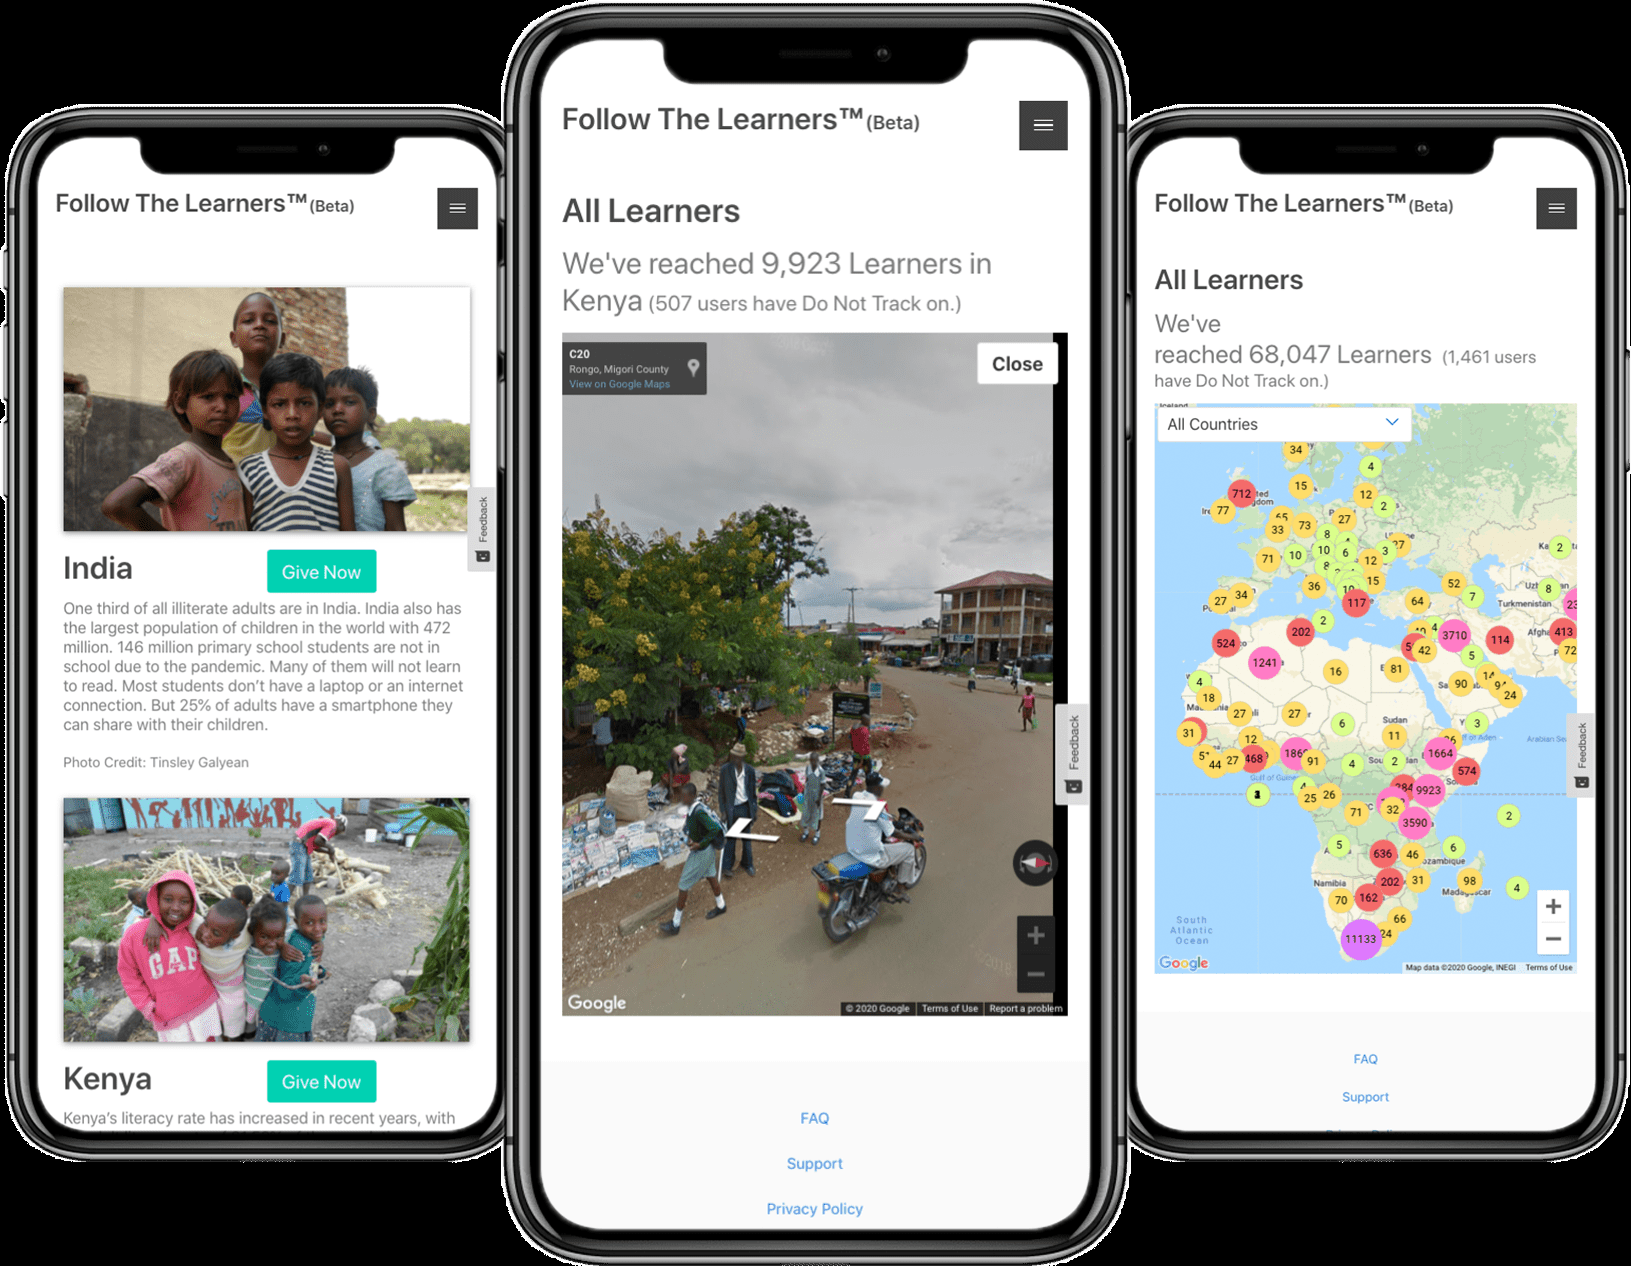 Follow The Learners™(Beta)
India
Give Now
One third of all illiterate adults are in India. India also has
the largest population of children in the world with 472
million. 146 million primary school students are not in
school due to the pandemic. Many of them will not learn
to read. Most students don't have a laptop or an internet
connection. But 25% of adults have a smartphone they
can share with their children.
Photo Credit: Tinsley Galyean
GAP
Kenya
Give Now
Kenya's literacy rate has increased in recent years, with
Feedback
Follow The Learners™(Beta)
All Learners
We've reached 9,923 Learners in
Kenya (507 users have Do Not Track on.)
C20
Rongo, Migori County
View on Google Maps
Close
Google
© 2020 Google
Terms of Use
Report a problem
Feedback
FAQ
Support
Privacy Policy
Follow The Learners™(Beta)
All Learners
We've
reached 68,047 Learners (1,461 users
have Do Not Track on.)
Iceland
All Countries
34
4
15
12
712
77
2
65
33
73
27
8
71
10
10
6
3
27
12
2
36
15
52
8
27
34
10
117
64
7
Turkmenistan
2
524
202
4
3710
114
413
1241
42
72
16
81
5
4
18
90
14
24
27
27
6
Sudan
11
3
31
12
1664
Arabian Sea
44
27
468
91
4
2
574
Gulf of Guinea
25
26
9923
71
32
3590
2
5
636
46
6
Namibia
202
31
98
4
70
162
66
South
Atlantic
Ocean
11133
24
Google
Map data ©2020 Google, INEGI
Terms of Use
Feedback
FAQ
Support